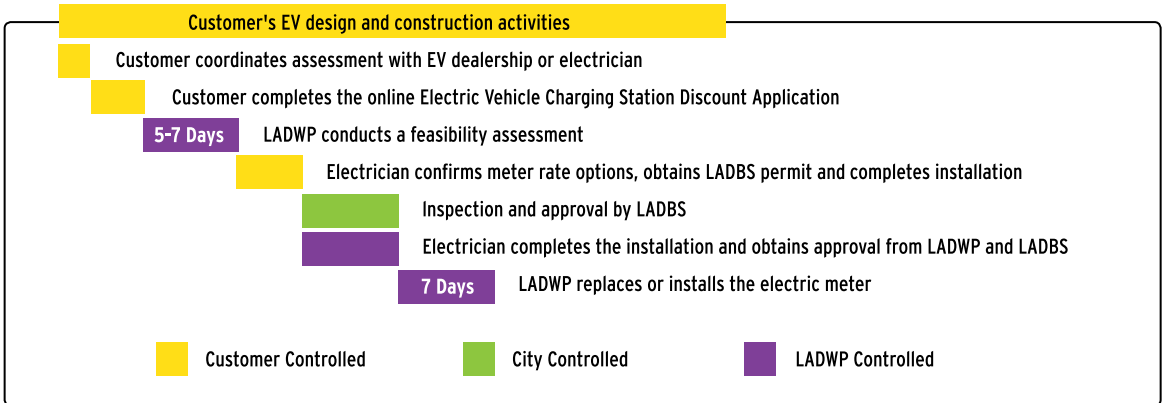 Customer's EV design and construction activities
Customer coordinates assessment with EV dealership or electrician
Customer completes the online Electric Vehicle Charging Station Discount Application
5-7 Days LADWP conducts a feasibility assessment
Electrician confirms meter rate options, obtains LADBS permit and completes installation
Inspection and approval by LADBS
Electrician completes the installation and obtains approval from LADWP and LADBS
7 Days LADWP replaces or installs the electric meter
Customer Controlled City Controlled LADWP Controlled